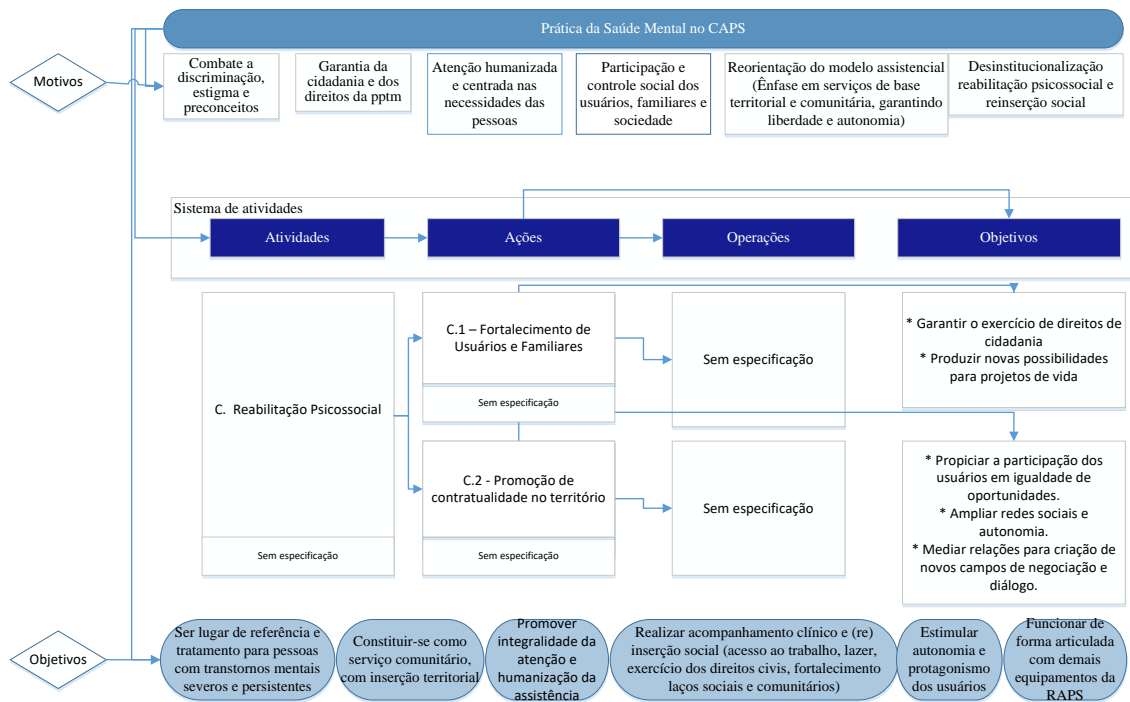 Prática da Saúde Mental no CAPS
Motivos
Combate a
discriminação,
estigma e
preconceitos
Garantia da
cidadania e dos
direitos da pptm
Atenção humanizada
e centrada nas
necessidades das
pessoas
Participação e
controle social dos
usuários, familiares e
sociedade
Reorientação do modelo assistencial
(Ênfase em serviços de base
territorial e comunitária, garantindo
liberdade e autonomia)
Desinstitucionalização
reabilitação psicossocial e
reinserção social
Sistema de atividades
Atividades
Ações
Operações
Objetivos
C. Reabilitação Psicossocial
Sem especificação
C.1 – Fortalecimento de
Usuários e Familiares
Sem especificação
Sem especificação
* Garantir o exercício de direitos de
cidadania
* Produzir novas possibilidades
para projetos de vida
C.2 - Promoção de
contratualidade no território
Sem especificação
Sem especificação
* Propiciar a participação dos
usuários em igualdade de
oportunidades.
* Ampliar redes sociais e
autonomia.
* Mediar relações para criação de
novos campos de negociação e
diálogo.
Objetivos
Ser lugar de referência e
tratamento para pessoas
com transtornos mentais
severos e persistentes
Constituir-se como
serviço comunitário,
com inserção territorial
Promover
integralidade da
atenção e
humanização da
assistência
Realizar acompanhamento clínico e (re)
inserção social (acesso ao trabalho, lazer,
exercício dos direitos civis, fortalecimento
laços sociais e comunitários)
Estimular
autonomia e
protagonismo
dos usuários
Funcionar de
forma articulada
com demais
equipamentos da
RAPS